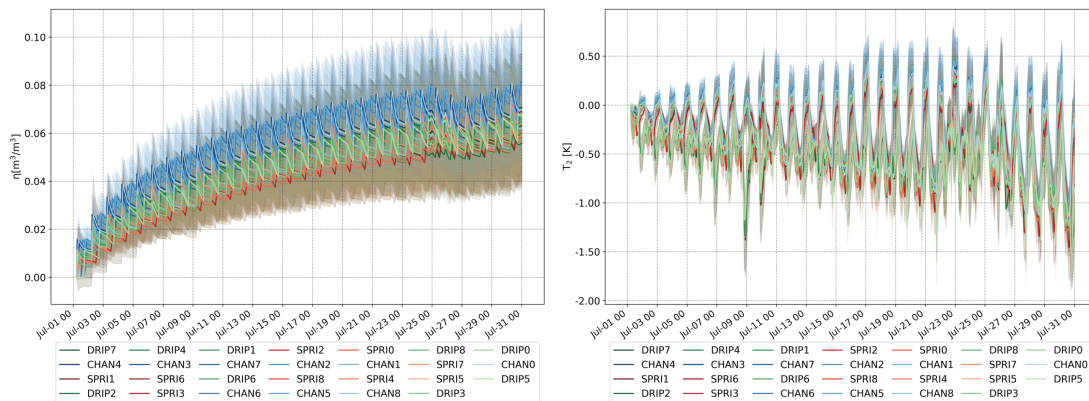 0.10
0.08
0.06
0.04
0.02
0.00
η[m³/m³]
Jul-01 00
Jul-03 00
Jul-05 00
Jul-07 00
Jul-09 00
Jul-11 00
Jul-13 00
Jul-15 00
Jul-17 00
Jul-19 00
Jul-21 00
Jul-23 00
Jul-25 00
Jul-27 00
Jul-29 00
Jul-31 00
DRIP7 DRIP4 DRIP1 SPRI2 SPRI0 DRIP8 DRIP0
CHAN4 CHAN3 CHAN7 CHAN2 CHAN1 SPRI7 CHAN0
SPRI1 SPRI6 DRIP6 SPRI8 SPRI4 SPRI5 DRIP5
DRIP2 SPRI3 CHAN6 CHAN5 CHAN8 DRIP3
0.50
0.00
-0.50
-1.00
-1.50
-2.00
T₂ [K]
Jul-01 00
Jul-03 00
Jul-05 00
Jul-07 00
Jul-09 00
Jul-11 00
Jul-13 00
Jul-15 00
Jul-17 00
Jul-19 00
Jul-21 00
Jul-23 00
Jul-25 00
Jul-27 00
Jul-29 00
Jul-31 00
DRIP7 DRIP4 DRIP1 SPRI2 SPRI0 DRIP8 DRIP0
CHAN4 CHAN3 CHAN7 CHAN2 CHAN1 SPRI7 CHAN0
SPRI1 SPRI6 DRIP6 SPRI8 SPRI4 SPRI5 DRIP5
DRIP2 SPRI3 CHAN6 CHAN5 CHAN8 DRIP3